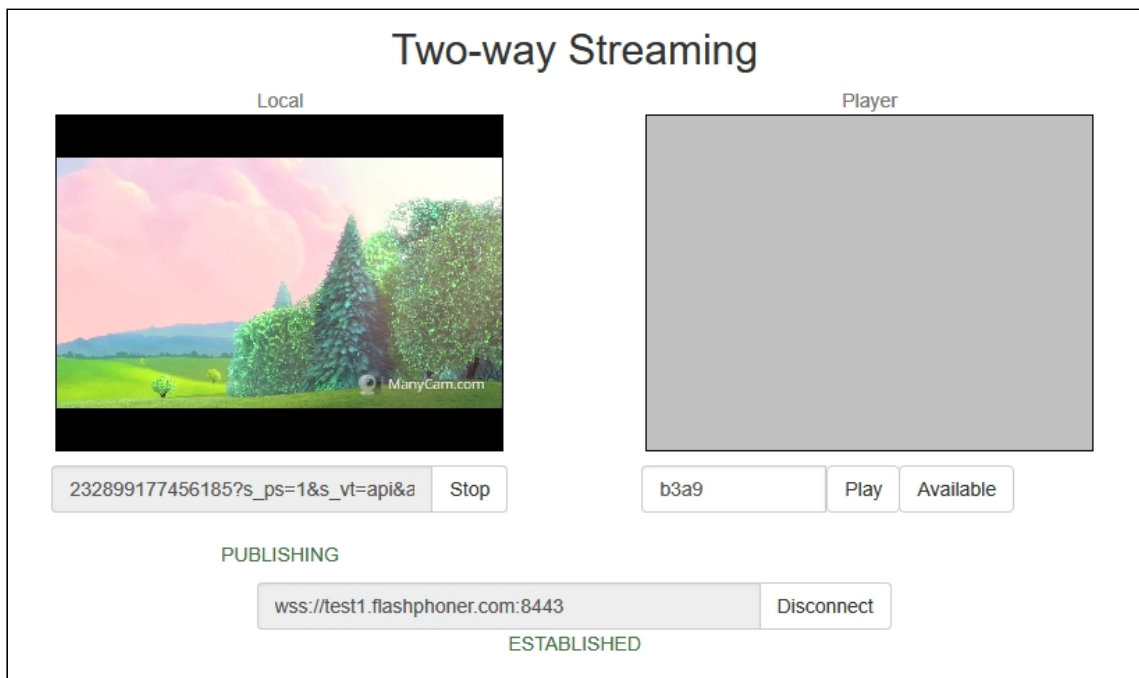 Two-way Streaming
Local
Player
ManyCam.com
232899177456185?s_ps=1&s_vt=api&a
Stop
b3a9
Play
Available
PUBLISHING
wss://test1.flashphoner.com:8443
Disconnect
ESTABLISHED